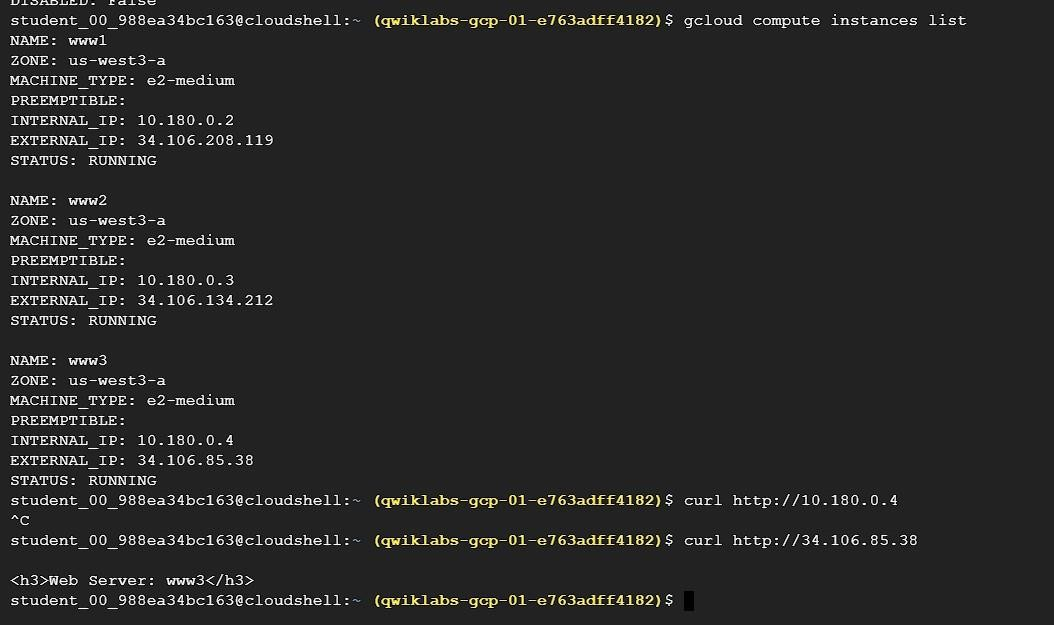 DISABLED: False
student_00_988ea34bc163@cloudshell:~ (qwiklabs-gcp-01-e763adff4182)$ gcloud compute instances list
NAME: www1
ZONE: us-west3-a
MACHINE_TYPE: e2-medium
PREEMPTIBLE:
INTERNAL_IP: 10.180.0.2
EXTERNAL_IP: 34.106.208.119
STATUS: RUNNING
NAME: www2
ZONE: us-west3-a
MACHINE_TYPE: e2-medium
PREEMPTIBLE:
INTERNAL_IP: 10.180.0.3
EXTERNAL_IP: 34.106.134.212
STATUS: RUNNING
NAME: www3
ZONE: us-west3-a
MACHINE_TYPE: e2-medium
PREEMPTIBLE:
INTERNAL_IP: 10.180.0.4
EXTERNAL_IP: 34.106.85.38
STATUS: RUNNING
student_00_988ea34bc163@cloudshell:~ (qwiklabs-gcp-01-e763adff4182)$ curl http://10.180.0.4
^C
student_00_988ea34bc163@cloudshell:~ (qwiklabs-gcp-01-e763adff4182)$ curl http://34.106.85.38
<h3>Web Server: www3</h3>
student_00_988ea34bc163@cloudshell:~ (qwiklabs-gcp-01-e763adff4182)$